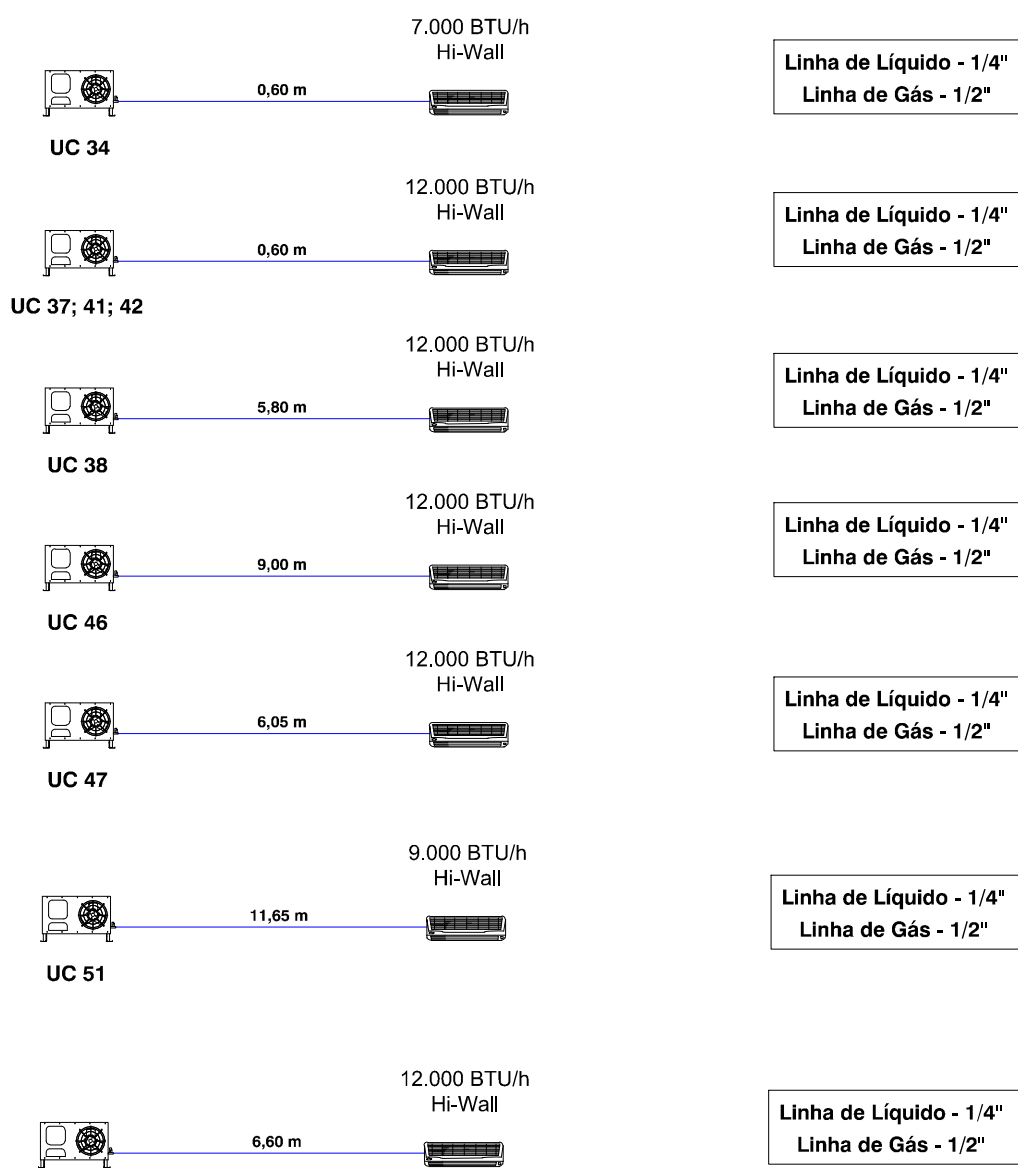 7.000 BTU/h
Hi-Wall
0,60 m
UC 34
Linha de Líquido - 1/4"
Linha de Gás - 1/2"
12.000 BTU/h
Hi-Wall
0,60 m
UC 37; 41; 42
Linha de Líquido - 1/4"
Linha de Gás - 1/2"
12.000 BTU/h
Hi-Wall
5,80 m
UC 38
Linha de Líquido - 1/4"
Linha de Gás - 1/2"
12.000 BTU/h
Hi-Wall
9,00 m
UC 46
Linha de Líquido - 1/4"
Linha de Gás - 1/2"
12.000 BTU/h
Hi-Wall
6,05 m
UC 47
Linha de Líquido - 1/4"
Linha de Gás - 1/2"
9.000 BTU/h
Hi-Wall
11,65 m
UC 51
Linha de Líquido - 1/4"
Linha de Gás - 1/2"
12.000 BTU/h
Hi-Wall
6,60 m
Linha de Líquido - 1/4"
Linha de Gás - 1/2"